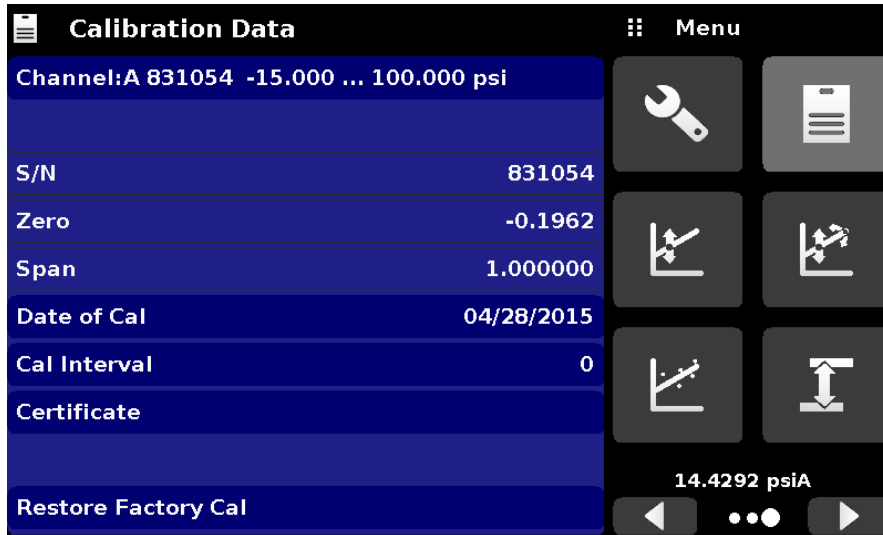 Calibration Data
Channel:A 831054 -15.000 ... 100.000 psi
S/N 831054
Zero -0.1962
Span 1.000000
Date of Cal 04/28/2015
Cal Interval 0
Certificate
Restore Factory Cal
Menu
14.4292 psiA